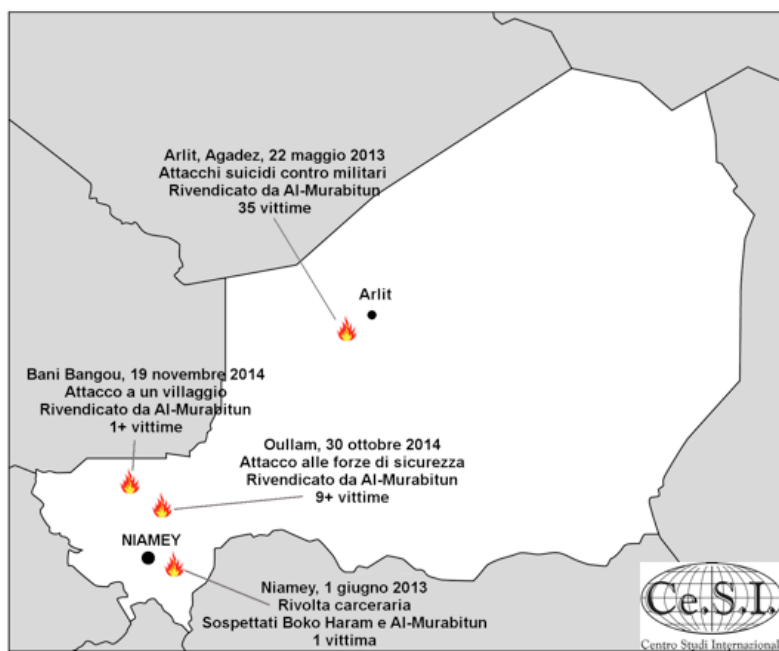 Arlit, Agadez, 22 maggio 2013
Attacchi suicidi contro militari
Rivendicato da Al-Murabitun
35 vittime
Arlit
Bani Bangou, 19 novembre 2014
Attacco a un villaggio
Rivendicato da Al-Murabitun
1+ vittime
Oullam, 30 ottobre 2014
Attacco alle forze di sicurezza
Rivendicato da Al-Murabitun
9+ vittime
NIAMEY
Niamey, 1 giugno 2013
Rivolta carceraria
Sospettati Boko Haram e Al-Murabitun
1 vittima
Ce.S.I.
Centro Studi Internazional